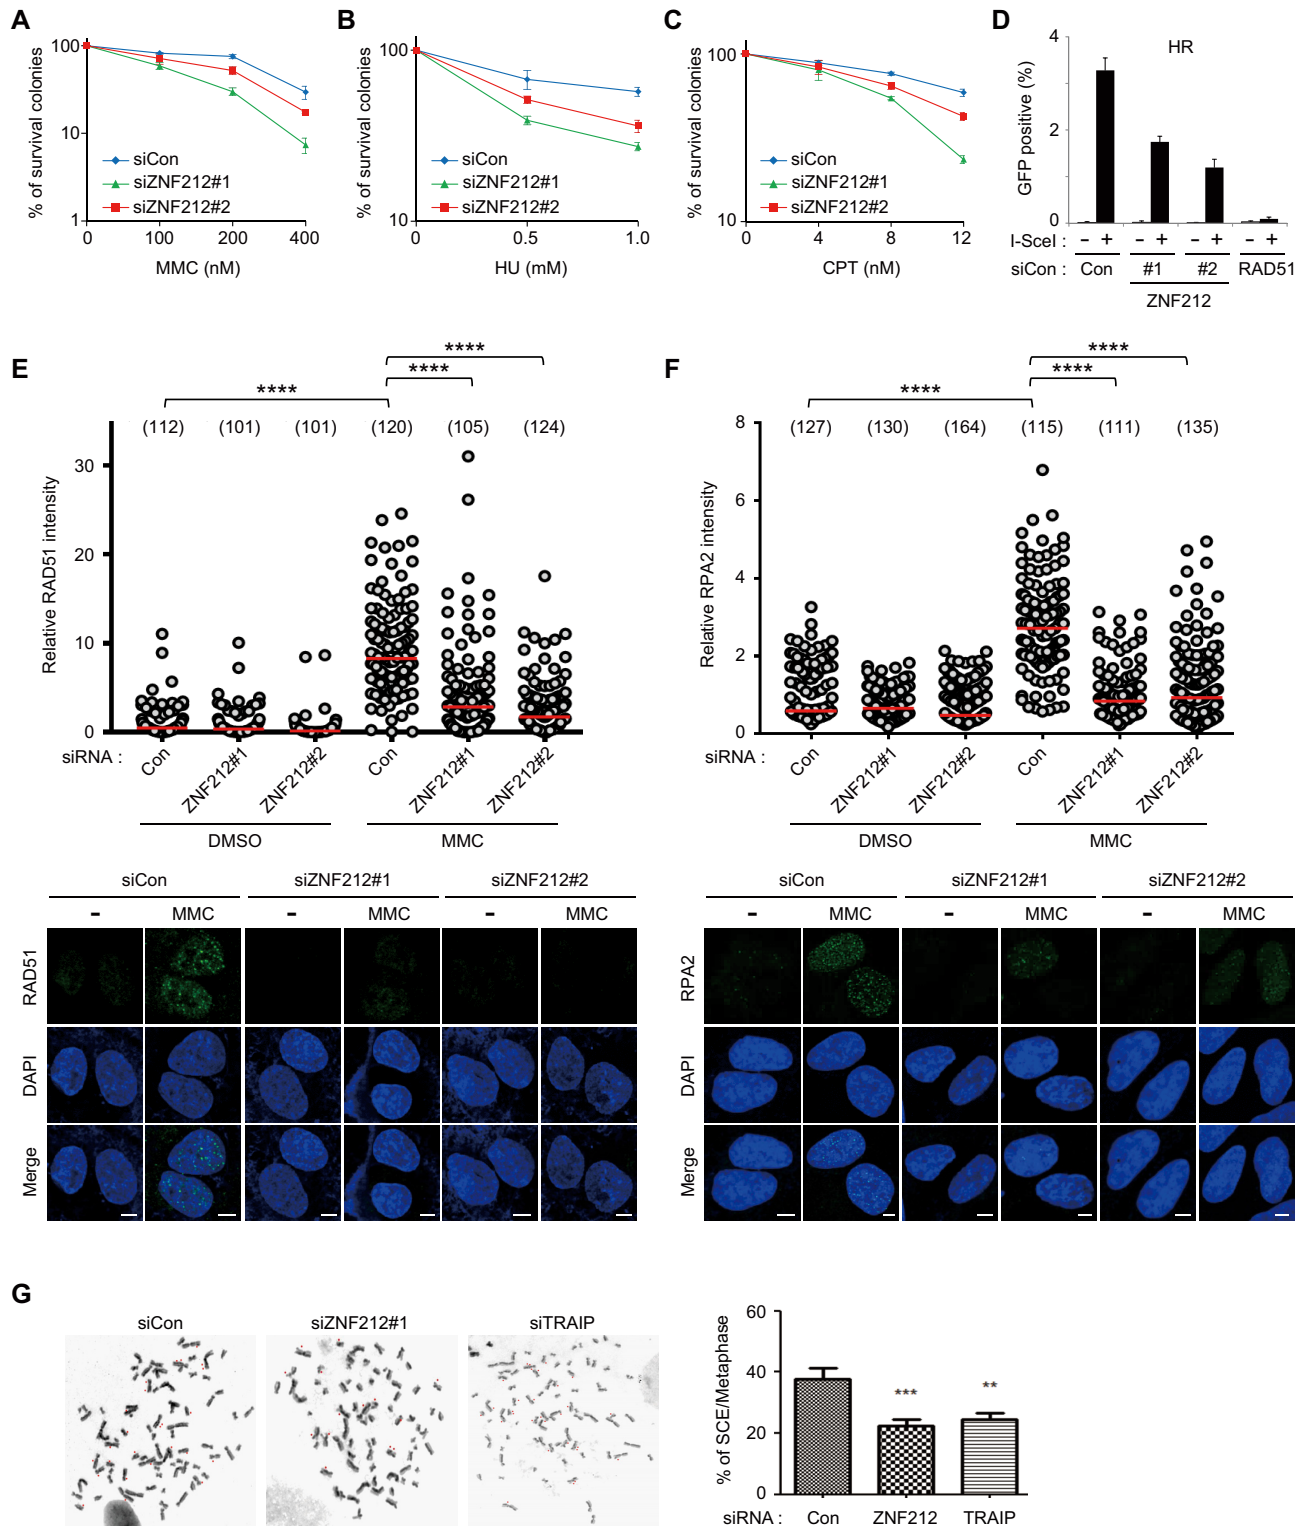 A
% of survival colonies
100
10
1
siCon
siZNF212#1
siZNF212#2
0 100 200 400
MMC (nM)
B
% of survival colonies
100
10
siCon
siZNF212#1
siZNF212#2
0 0.5 1.0
HU (mM)
C
% of survival colonies
100
10
siCon
siZNF212#1
siZNF212#2
0 4 8 12
CPT (nM)
D
HR
GFP positive (%)
4
2
0
I-SceI : - + - + - + - +
siCon : Con #1 #2 RAD51
ZNF212
E
**** **** ****
(112) (101) (101) (120) (105) (124)
Relative RAD51 intensity
30
20
10
0
siRNA : Con ZNF212#1 ZNF212#2 Con ZNF212#1 ZNF212#2
DMSO MMC
siCon siZNF212#1 siZNF212#2
- MMC - MMC - MMC
RAD51
DAPI
Merge
F
**** **** ****
(127) (130) (164) (115) (111) (135)
Relative RPA2 intensity
8
6
4
2
0
siRNA : Con ZNF212#1 ZNF212#2 Con ZNF212#1 ZNF212#2
DMSO MMC
siCon siZNF212#1 siZNF212#2
- MMC - MMC - MMC
RPA2
DAPI
Merge
G
siCon siZNF212#1 siTRAIP
% of SCE/Metaphase
60
40
20
0
*** **
siRNA : Con ZNF212 TRAIP